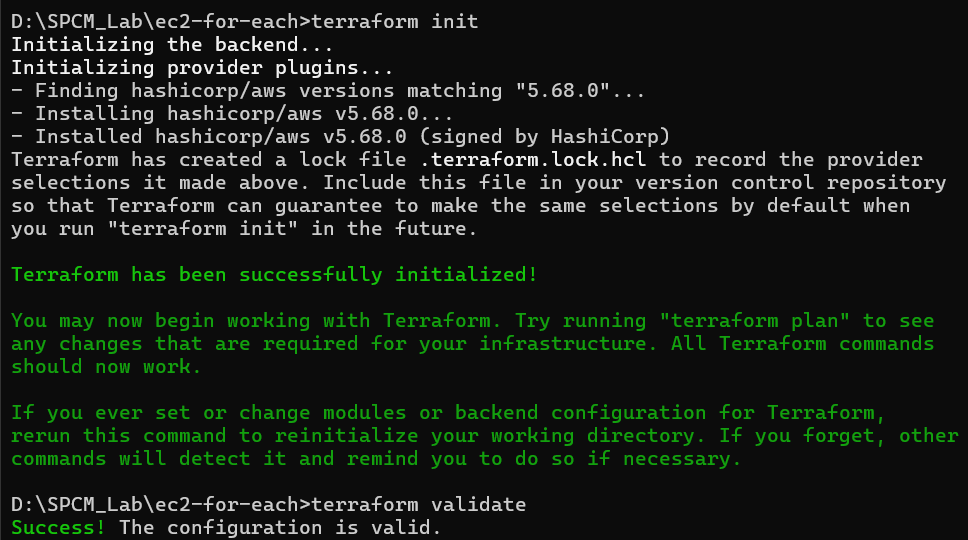 D:\SPCM_Lab\ec2-for-each>terraform init
Initializing the backend...
Initializing provider plugins...
- Finding hashicorp/aws versions matching "5.68.0"...
- Installing hashicorp/aws v5.68.0...
- Installed hashicorp/aws v5.68.0 (signed by HashiCorp)
Terraform has created a lock file .terraform.lock.hcl to record the provider
selections it made above. Include this file in your version control repository
so that Terraform can guarantee to make the same selections by default when
you run "terraform init" in the future.
Terraform has been successfully initialized!
You may now begin working with Terraform. Try running "terraform plan" to see
any changes that are required for your infrastructure. All Terraform commands
should now work.
If you ever set or change modules or backend configuration for Terraform,
rerun this command to reinitialize your working directory. If you forget, other
commands will detect it and remind you to do so if necessary.
D:\SPCM_Lab\ec2-for-each>terraform validate
Success! The configuration is valid.